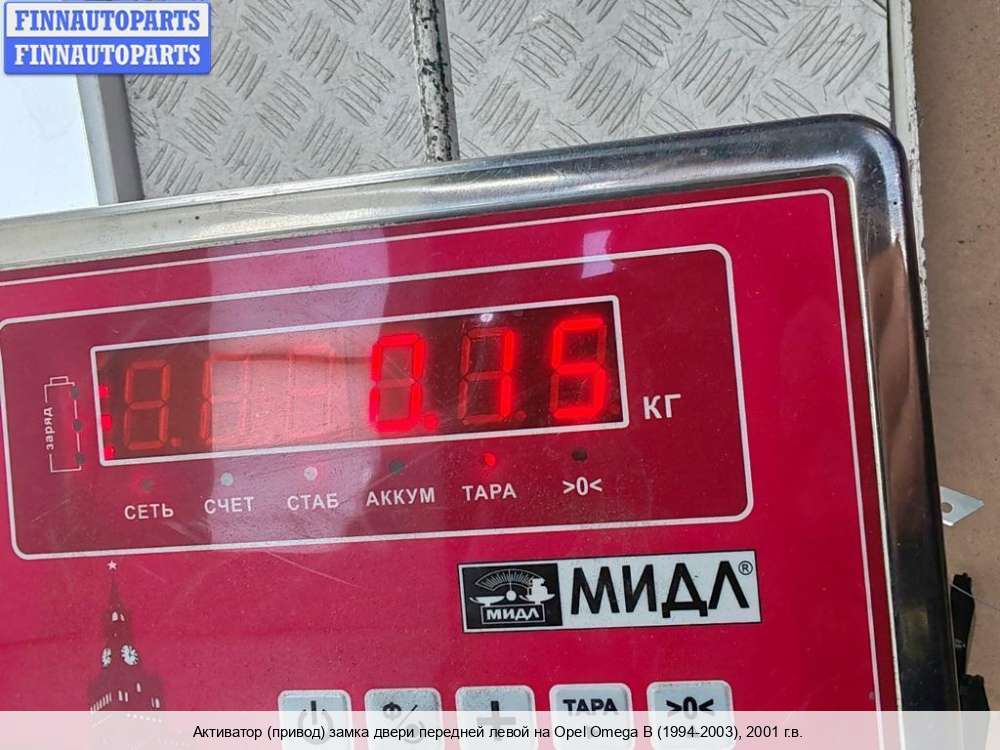 FINNAUTOPARTS
FINNAUTOPARTS
0.15
КГ
заряд
СЕТЬ СЧЕТ СТАБ АККУМ ТАРА >0<
МИДЛ МИДЛ®
ТАРА >0<
Активатор (привод) замка двери передней левой на Opel Omega B (1994-2003), 2001 г.в.